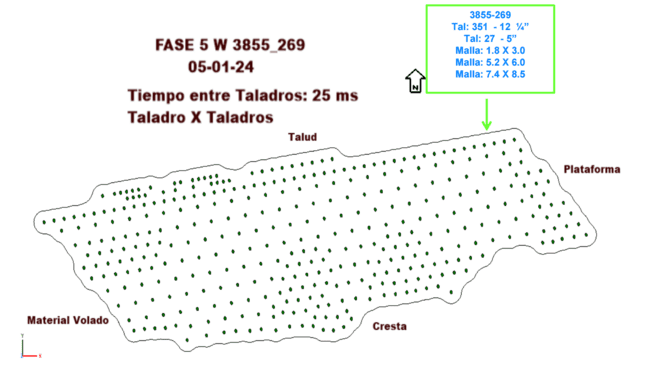 3855-269
Tal: 351 - 12 ¼”
Tal: 27 - 5”
Malla: 1.8 X 3.0
Malla: 5.2 X 6.0
Malla: 7.4 X 8.5
FASE 5 W 3855_269
05-01-24
N
Tiempo entre Taladros: 25 ms
Taladro X Taladros
Talud
Plataforma
Material Volado
Cresta